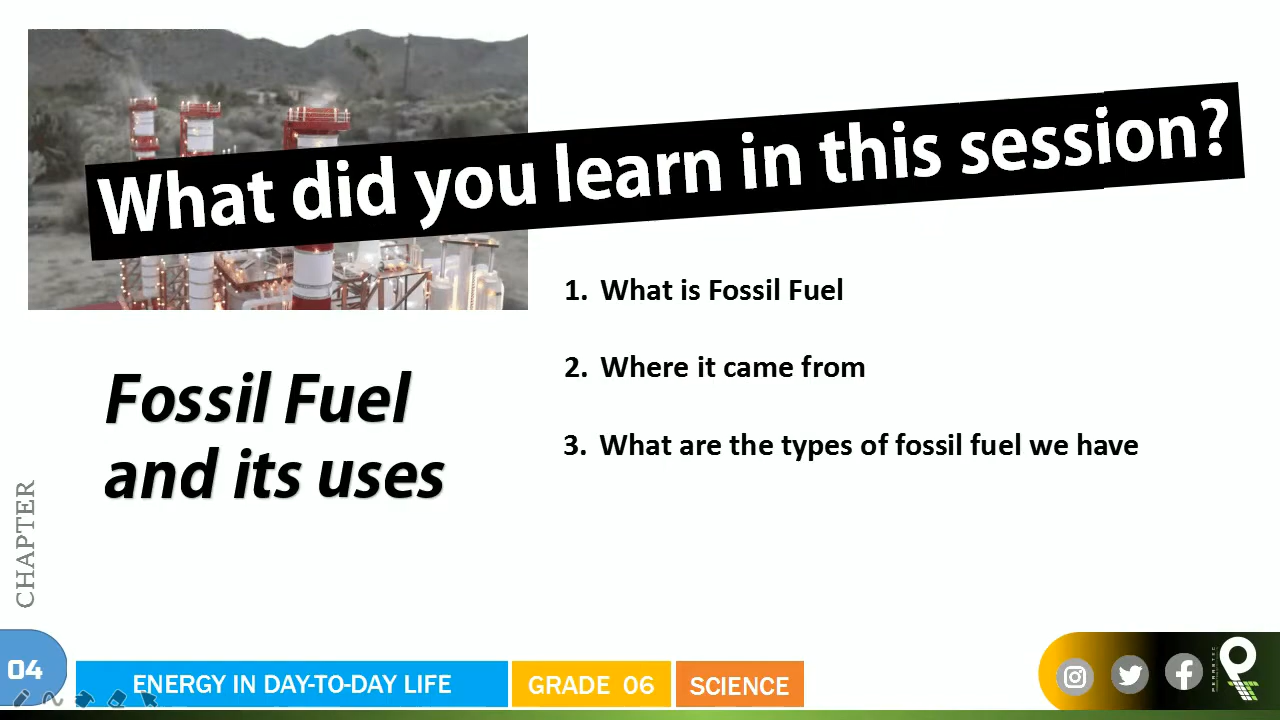 What did you learn in this session?
1. What is Fossil Fuel
2. Where it came from
3. What are the types of fossil fuel we have
Fossil Fuel
and its uses
CHAPTER
04
ENERGY IN DAY-TO-DAY LIFE
GRADE 06
SCIENCE